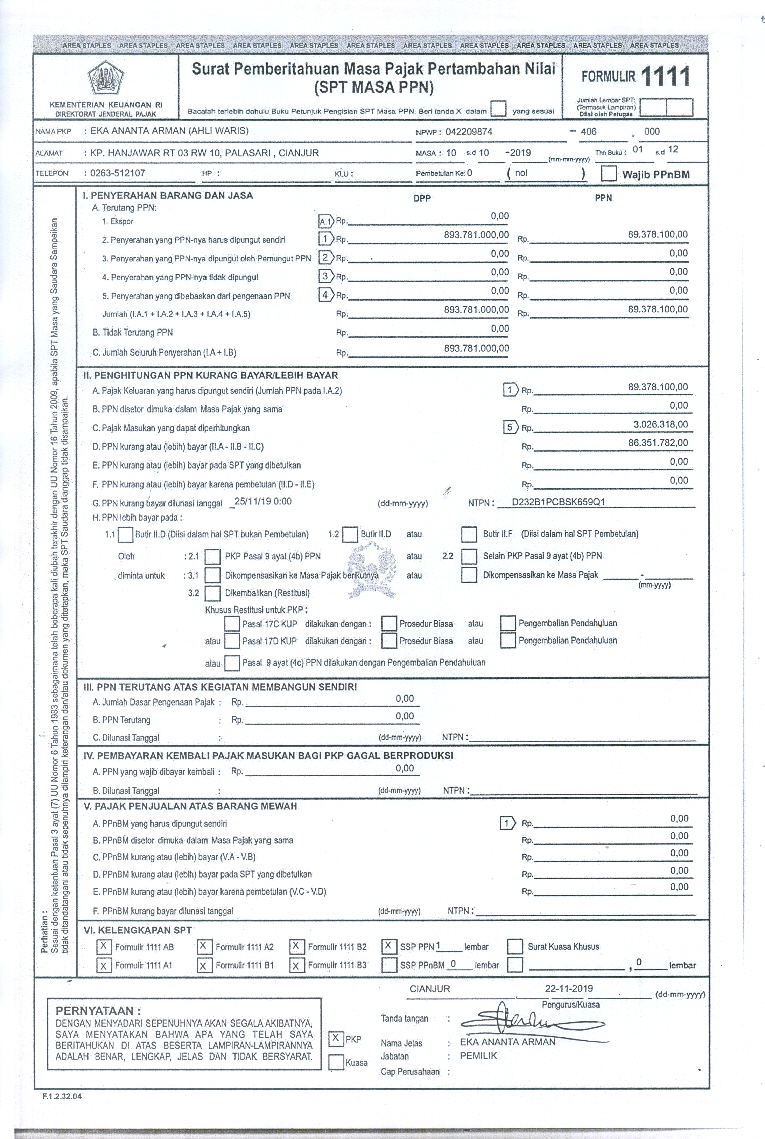 AREA STAPLES AREA STAPLES AREA STAPLES AREA STAPLES AREA STAPLES AREA STAPLES AREA STAPLES AREA STAPLES AREA STAPLES AREA STAPLES AREA STAPLES
KEMENTERIAN KEUANGAN RI
DIREKTORAT JENDERAL PAJAK
Surat Pemberitahuan Masa Pajak Pertambahan Nilai
(SPT MASA PPN)
Bacalah terlebih dahulu Buku Petunjuk Pengisian SPT Masa PPN. Beri tanda X dalam yang sesuai
FORMULIR 1111
Jumlah Lembar SPT:
(Termasuk Lampiran)
Diisi oleh Petugas
NAMA PKP : EKA ANANTA ARMAN (AHLI WARIS) NPWP : 042209874 – 406 . 000
ALAMAT : KP. HANJAWAR RT 03 RW 10, PALASARI , CIANJUR MASA : 10 s.d 10 -2019 (mm-mm-yyyy) Thn Buku : 01 s.d 12
TELEPON : 0263-512107 HP : KLU : Pembetulan Ke: 0 ( nol ) Wajib PPnBM
I. PENYERAHAN BARANG DAN JASA DPP PPN
A. Terutang PPN:
1. Ekspor A.1 Rp. 0,00
2. Penyerahan yang PPN-nya harus dipungut sendiri 1 Rp. 893.781.000,00 Rp. 89.378.100,00
3. Penyerahan yang PPN-nya dipungut oleh Pemungut PPN 2 Rp. 0,00 Rp. 0,00
4. Penyerahan yang PPN-nya tidak dipungut 3 Rp. 0,00 Rp. 0,00
5. Penyerahan yang dibebaskan dari pengenaan PPN 4 Rp. 0,00 Rp. 0,00
Jumlah (I.A.1 + I.A.2 + I.A.3 + I.A.4 + I.A.5) Rp. 893.781.000,00 Rp. 89.378.100,00
B. Tidak Terutang PPN Rp. 0,00
C. Jumlah Seluruh Penyerahan (I.A + I.B) Rp. 893.781.000,00
II. PENGHITUNGAN PPN KURANG BAYAR/LEBIH BAYAR
A. Pajak Keluaran yang harus dipungut sendiri (Jumlah PPN pada I.A.2) 1 Rp. 89.378.100,00
B. PPN disetor dimuka dalam Masa Pajak yang sama Rp. 0,00
C. Pajak Masukan yang dapat diperhitungkan 5 Rp. 3.026.318,00
D. PPN kurang atau (lebih) bayar (II.A - II.B - II.C) Rp. 86.351.782,00
E. PPN kurang atau (lebih) bayar pada SPT yang dibetulkan Rp. 0,00
F. PPN kurang atau (lebih) bayar karena pembetulan (II.D - II.E) Rp. 0,00
G. PPN kurang bayar dilunasi tanggal 25/11/19 0:00 (dd-mm-yyyy) NTPN : D232B1PCBSK659Q1
H. PPN lebih bayar pada :
1.1 Butir II.D (Diisi dalam hal SPT bukan Pembetulan) 1.2 Butir II.D atau Butir II.F (Diisi dalam hal SPT Pembetulan)
Oleh : 2.1 PKP Pasal 9 ayat (4b) PPN atau 2.2 Selain PKP Pasal 9 ayat (4b) PPN
diminta untuk : 3.1 Dikompensasikan ke Masa Pajak berikutnya atau Dikompensasikan ke Masa Pajak - (mm-yyyy)
3.2 Dikembalikan (Restitusi)
Khusus Restitusi untuk PKP :
Pasal 17C KUP dilakukan dengan : Prosedur Biasa atau Pengembalian Pendahuluan
atau Pasal 17D KUP dilakukan dengan : Prosedur Biasa atau Pengembalian Pendahuluan
atau Pasal 9 ayat (4c) PPN dilakukan dengan Pengembalian Pendahuluan
III. PPN TERUTANG ATAS KEGIATAN MEMBANGUN SENDIRI
A. Jumlah Dasar Pengenaan Pajak : Rp. 0,00
B. PPN Terutang : Rp. 0,00
C. Dilunasi Tanggal : (dd-mm-yyyy) NTPN :
IV. PEMBAYARAN KEMBALI PAJAK MASUKAN BAGI PKP GAGAL BERPRODUKSI
A. PPN yang wajib dibayar kembali : Rp. 0,00
B. Dilunasi Tanggal : (dd-mm-yyyy) NTPN :
V. PAJAK PENJUALAN ATAS BARANG MEWAH
A. PPnBM yang harus dipungut sendiri 1 Rp. 0,00
B. PPnBM disetor dimuka dalam Masa Pajak yang sama Rp. 0,00
C. PPnBM kurang atau (lebih) bayar (V.A - V.B) Rp. 0,00
D. PPnBM kurang atau (lebih) bayar pada SPT yang dibetulkan Rp. 0,00
E. PPnBM kurang atau (lebih) bayar karena pembetulan (V.C - V.D) Rp. 0,00
F. PPnBM kurang bayar dilunasi tanggal (dd-mm-yyyy) NTPN :
VI. KELENGKAPAN SPT
X Formulir 1111 AB X Formulir 1111 A2 X Formulir 1111 B2 X SSP PPN 1 lembar Surat Kuasa Khusus
X Formulir 1111 A1 X Formulir 1111 B1 X Formulir 1111 B3 SSP PPnBM 0 lembar , 0 lembar
Perhatian :
Sesuai dengan ketentuan Pasal 3 ayat (7) UU Nomor 6 Tahun 1983 sebagaimana telah beberapa kali diubah terakhir dengan UU Nomor 16 Tahun 2009, apabila SPT Masa yang Saudara Sampaikan
tidak ditandatangani atau tidak sepenuhnya dilampiri keterangan dan/atau dokumen yang ditetapkan, maka SPT Saudara dianggap tidak disampaikan.
CIANJUR 22-11-2019 (dd-mm-yyyy)
PERNYATAAN :
DENGAN MENYADARI SEPENUHNYA AKAN SEGALA AKIBATNYA,
SAYA MENYATAKAN BAHWA APA YANG TELAH SAYA
BERITAHUKAN DI ATAS BESERTA LAMPIRAN-LAMPIRANNYA
ADALAH BENAR, LENGKAP, JELAS DAN TIDAK BERSYARAT.
X PKP
Kuasa
Pengurus/Kuasa
Tanda tangan :
Nama Jelas : EKA ANANTA ARMAN
Jabatan : PEMILIK
Cap Perusahaan :
F.1.2.32.04